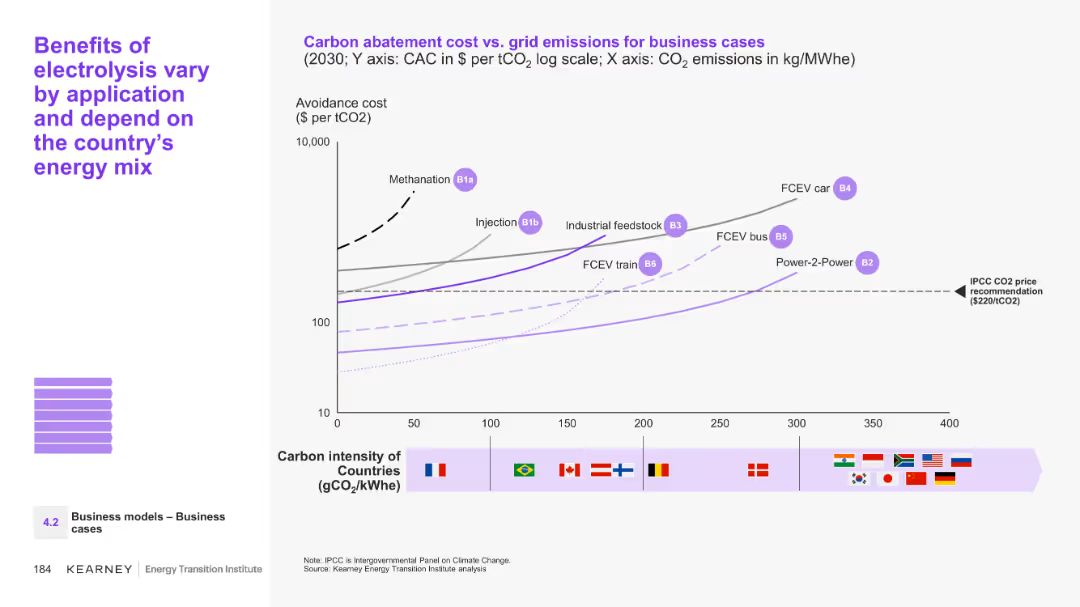 Benefits of
electrolysis vary
by application
and depend on
the country's
energy mix
Carbon abatement cost vs. grid emissions for business cases
(2030; Y axis: CAC in $ per tCO₂ log scale; X axis: CO₂ emissions in kg/MWhe)
Avoidance cost
($ per tCO2)
10,000
Methanation B1a
FCEV car B4
Injection B1b
Industrial feedstock B3
FCEV bus B5
FCEV train B6
Power-2-Power B2
IPCC CO2 price
recommendation
($220/tCO2)
100
10
0 50 100 150 200 250 300 350 400
Carbon intensity of
Countries
(gCO₂/kWhe)
4.2 Business models – Business
cases
Note: IPCC is Intergovernmental Panel on Climate Change.
Source: Kearney Energy Transition Institute analysis
184 KEARNEY Energy Transition Institute